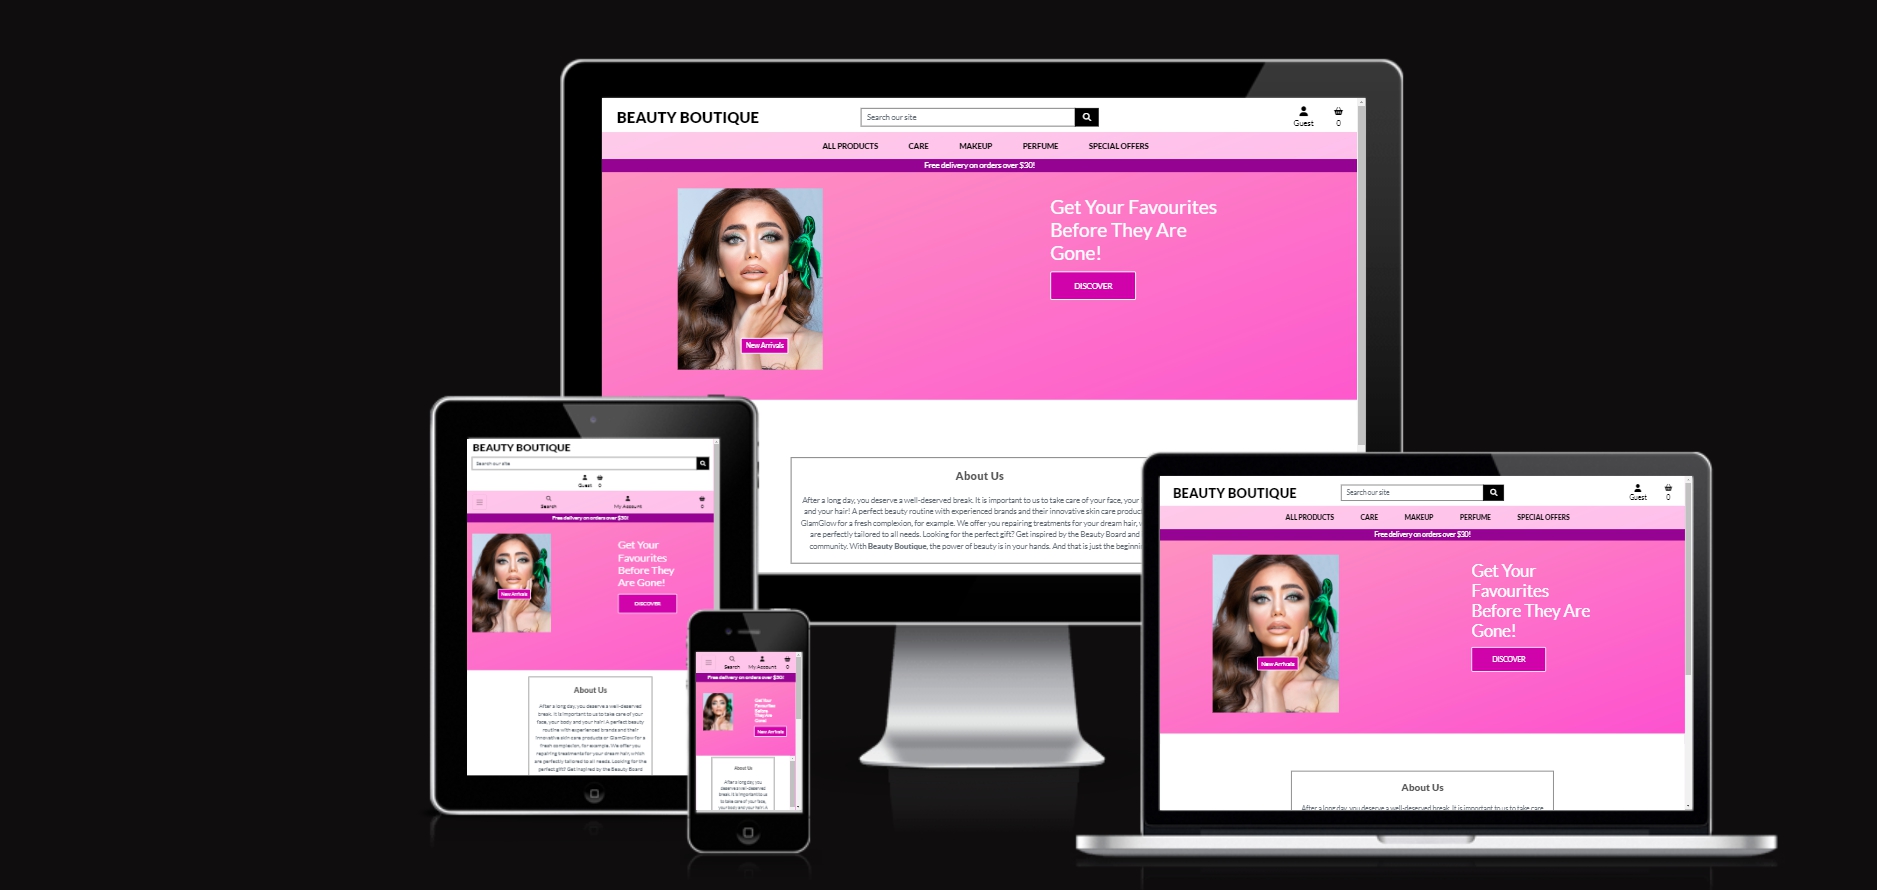 BEAUTY BOUTIQUE
Search our site
Guest
0
ALL PRODUCTS CARE MAKEUP PERFUME SPECIAL OFFERS
Free delivery on orders over $30!
Get Your Favourites
Before They Are
Gone!
DISCOVER
New Arrivals
About Us
After a long day, you deserve a well-deserved break. It is important to us to take care of your face, your
and your hair! A perfect beauty routine with experienced brands and their innovative skin care product
GlamGlow for a fresh complexion, for example. We offer you repairing treatments for your dream hair,
are perfectly tailored to all needs. Looking for the perfect gift? Get inspired by the Beauty Board and
community. With Beauty Boutique, the power of beauty is in your hands. And that is just the beginnin
BEAUTY BOUTIQUE
Search our site
Guest 0
Search My Account 0
Free delivery on orders over $30!
Get Your
Favourites
Before They
Are Gone!
DISCOVER
New Arrivals
About Us
After a long day, you deserve a well-deserved
break. It is important to us to take care of your
face, your body and your hair! A perfect beauty
routine with experienced brands and their
innovative skin care products or GlamGlow for a
fresh complexion, for example. We offer you
repairing treatments for your dream hair, which
are perfectly tailored to all needs. Looking for the
perfect gift? Get inspired by the Beauty Board
Search My Account 0
Free delivery on orders over $30!
Get Your
Favourites
Before
They Are
Gone!
New Arrivals
About Us
After a long day, you
deserve a well-deserved
break. It is important to us
to take care of your face,
your body and your hair! A
BEAUTY BOUTIQUE
Search our site
Guest
0
ALL PRODUCTS CARE MAKEUP PERFUME SPECIAL OFFERS
Free delivery on orders over $30!
Get Your
Favourites
Before They Are
Gone!
DISCOVER
New Arrivals
About Us
After a long day, you deserve a well-deserved break. It is important to us to take care